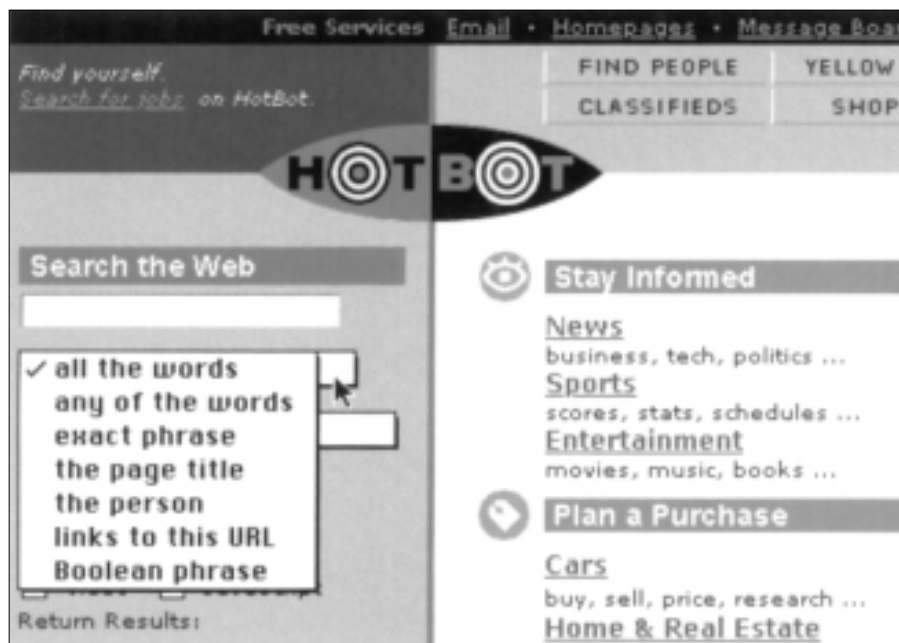 Free Services Email • Homepages • Message Boar
Find yourself.
Search for jobs on HotBot.
FIND PEOPLE YELLOW
CLASSIFIEDS SHOP
HOTBOT
Search the Web
✓ all the words
any of the words
exact phrase
the page title
the person
links to this URL
Boolean phrase
Return Results:
Stay Informed
News
business, tech, politics ...
Sports
scores, stats, schedules ...
Entertainment
movies, music, books ...
Plan a Purchase
Cars
buy, sell, price, research ...
Home & Real Estate